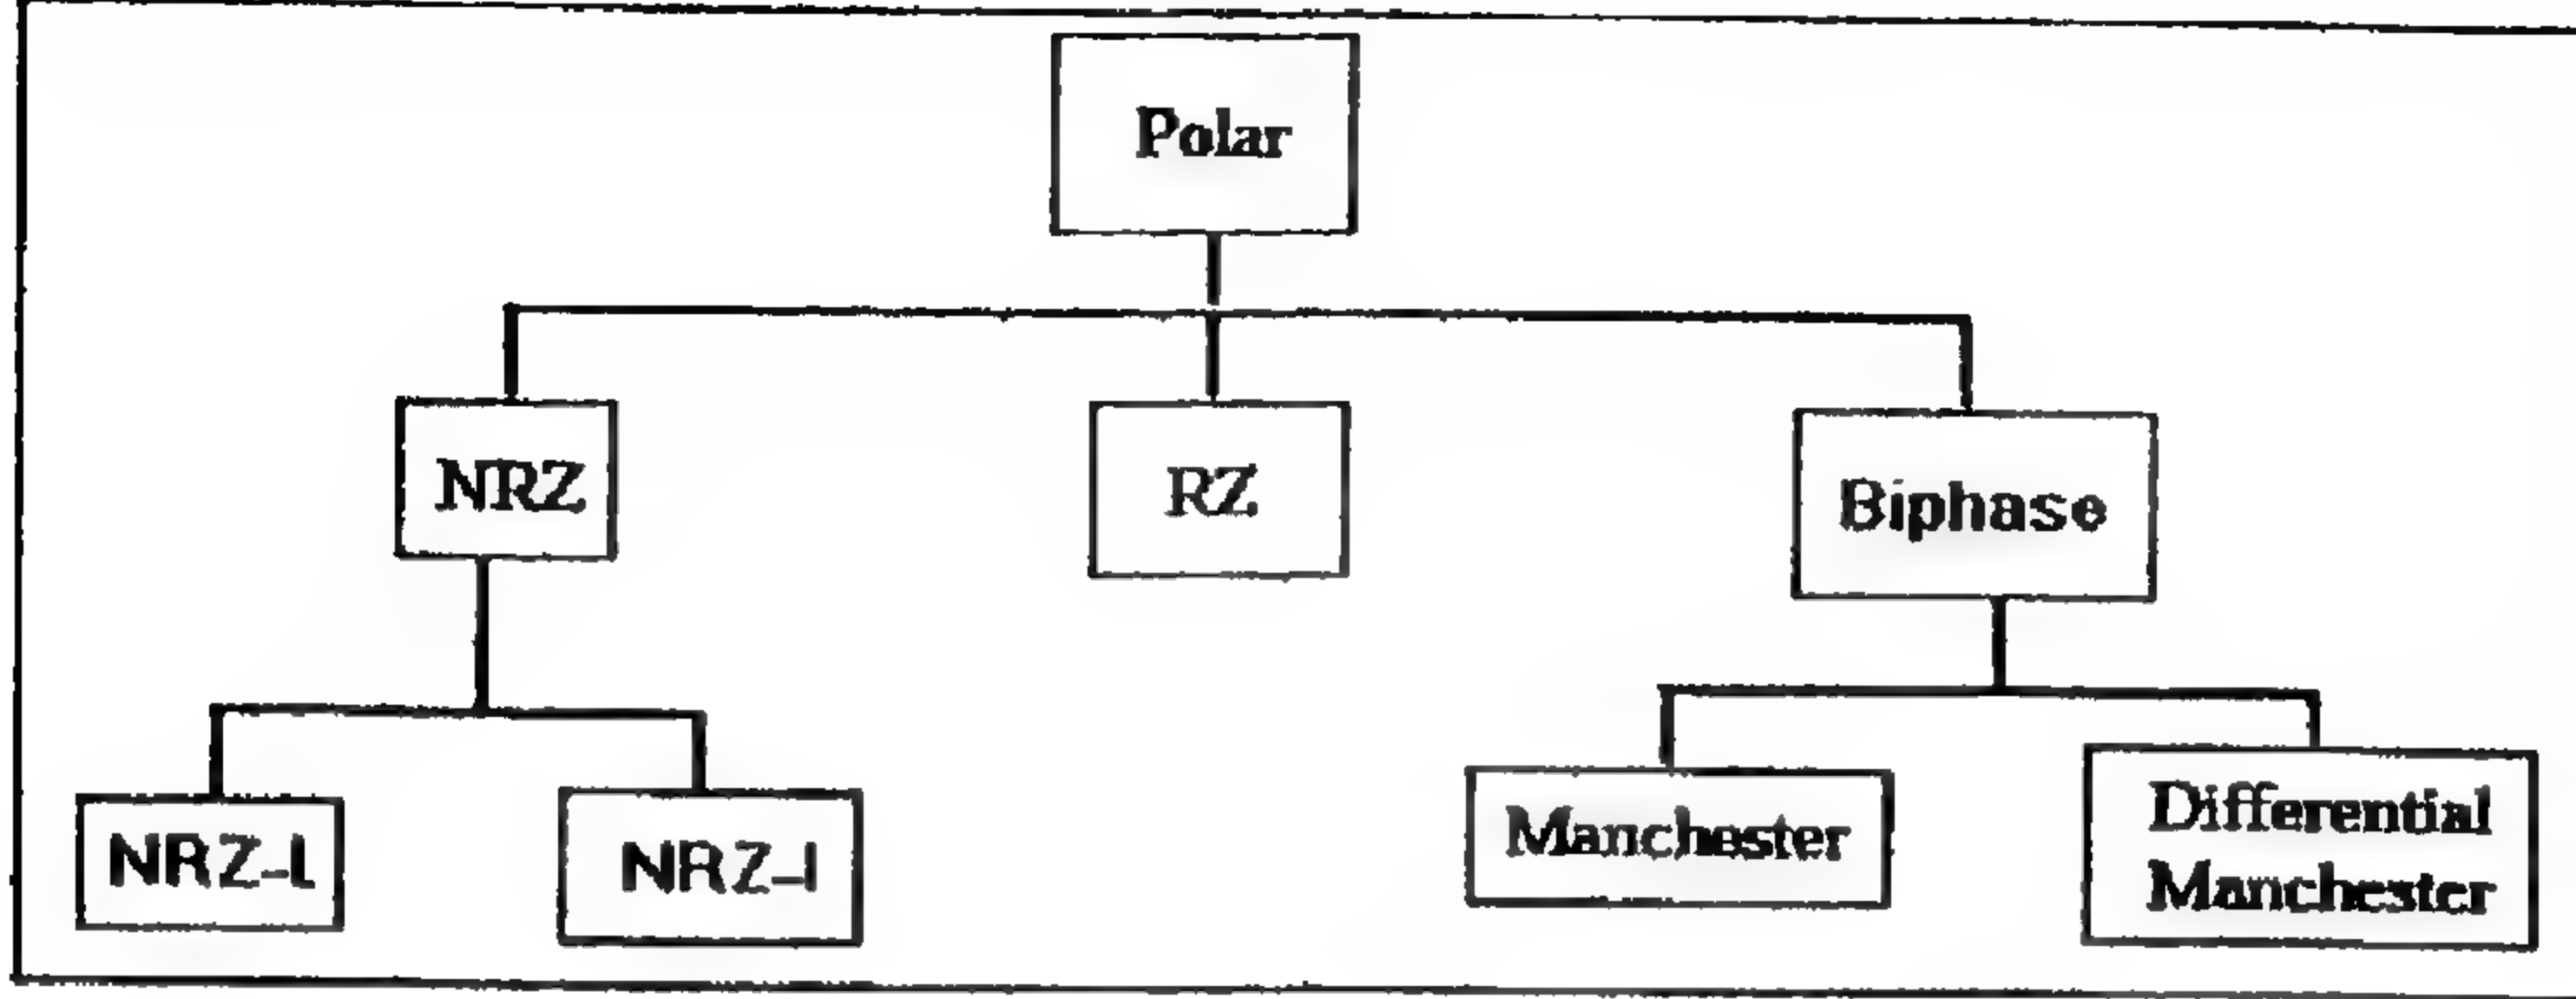 Polar
NRZ
RZ
Biphase
NRZ-L
NRZ-I
Manchester
Differential
Manchester